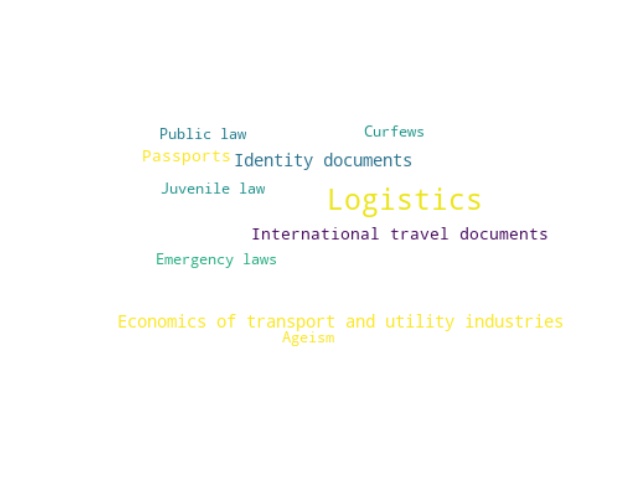 Public law
Curfews
Passports
Identity documents
Juvenile law
Logistics
International travel documents
Emergency laws
Economics of transport and utility industries
Ageism